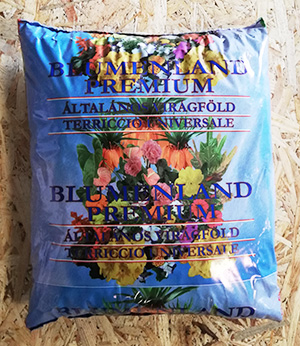 BLUMENLAND
PREMIUM
ÁLTALÁNOS VIRÁGFÖLD
TERRICCIO UNIVERSALE
BLUMENLAND
PREMIUM
ÁLTALÁNOS VIRÁGFÖLD
TERRICCIO UNIVERSALE